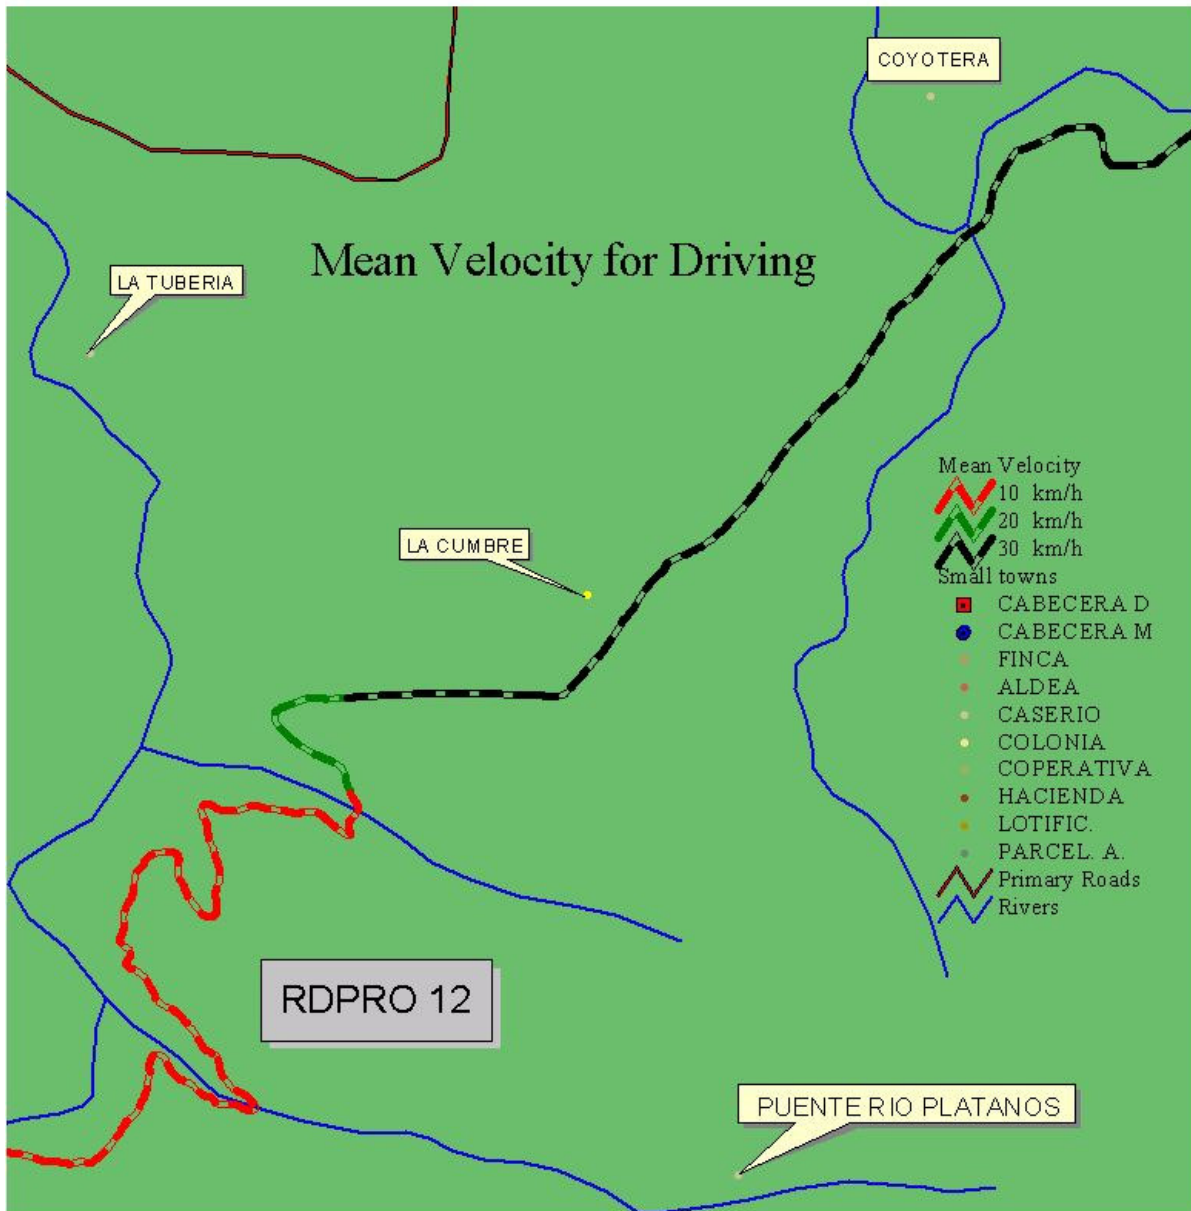 COYOTERA
Mean Velocity for Driving
LA TUBERIA
Mean Velocity
10 km/h
20 km/h
30 km/h
LA CUMBRE
Small towns
CABECERA D
CABECERA M
FINCA
ALDEA
CASERIO
COLONIA
COPERATIVA
HACIENDA
LOTIFIC.
PARCEL. A.
Primary Roads
Rivers
RDPRO 12
PUENTE RIO PLATANOS